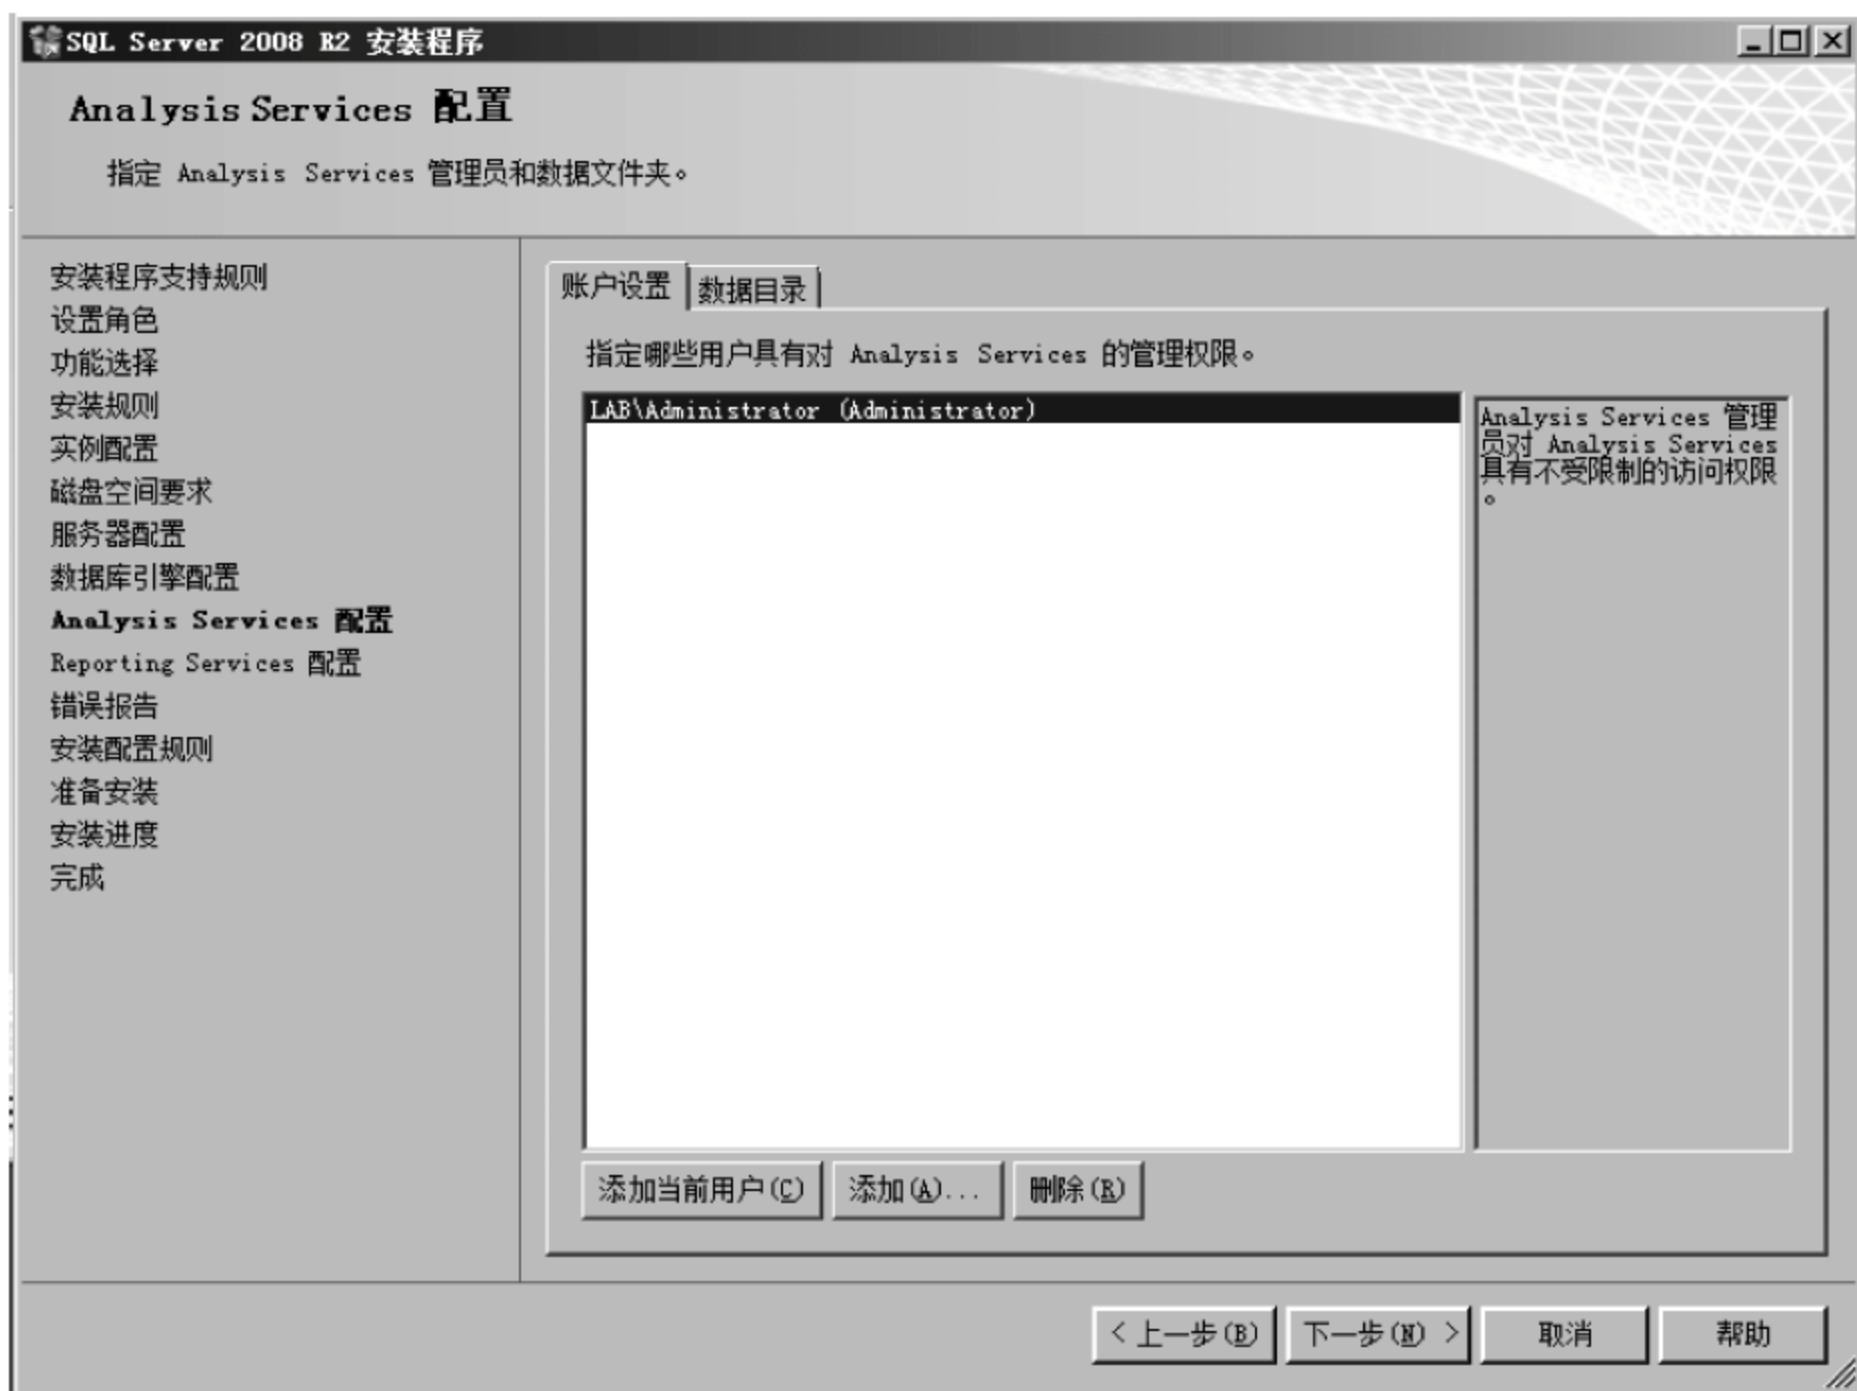 SQL Server 2008 R2 安装程序
Analysis Services 配置
指定 Analysis Services 管理员和数据文件夹。
安装程序支持规则
设置角色
功能选择
安装规则
实例配置
磁盘空间要求
服务器配置
数据库引擎配置
Analysis Services 配置
Reporting Services 配置
错误报告
安装配置规则
准备安装
安装进度
完成
账户设置 数据目录
指定哪些用户具有对 Analysis Services 的管理权限。
LAB\Administrator (Administrator)
Analysis Services 管理
员对 Analysis Services
具有不受限制的访问权限
。
添加当前用户(C) 添加(A)... 删除(R)
< 上一步(B) 下一步(N) > 取消 帮助